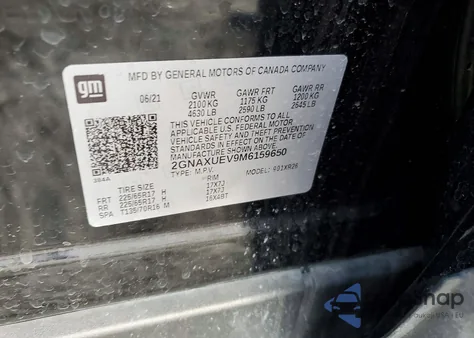 gm
MFD BY GENERAL MOTORS OF CANADA COMPANY
06/21 GVWR GAWR FRT GAWR RR
2100 KG 1175 KG 1200 KG
4630 LB 2590 LB 2645 LB
THIS VEHICLE CONFORMS TO ALL
APPLICABLE U.S. FEDERAL MOTOR
VEHICLE SAFETY AND THEFT PREVENTION
STANDARDS IN EFFECT ON THE DATE OF
MANUFACTURE SHOWN ABOVE.
2GNAXUEV9M6159650
TYPE: M.P.V. MODEL:
TIRE SIZE RIM
FRT 225/65R17 H 17X7J
RR 225/65R17 H 17X7J
SPA T135/70R16 M 16X4BT